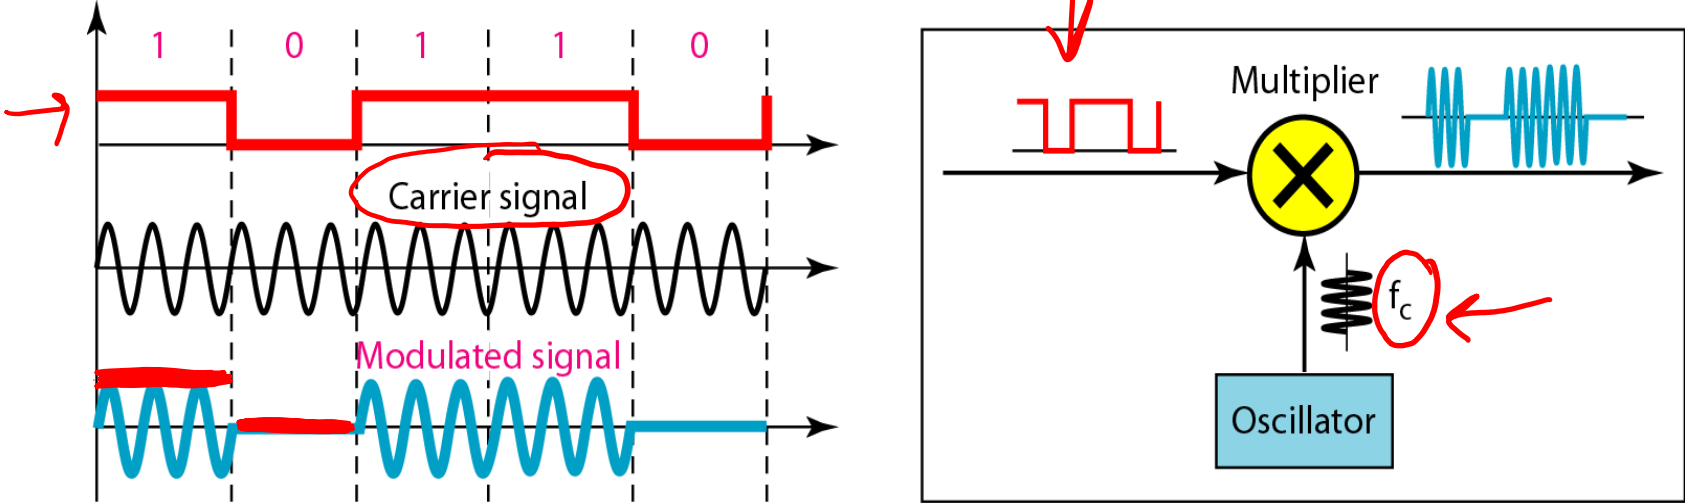 1 0 1 1 0
Carrier signal
Modulated signal
Multiplier
fc
Oscillator